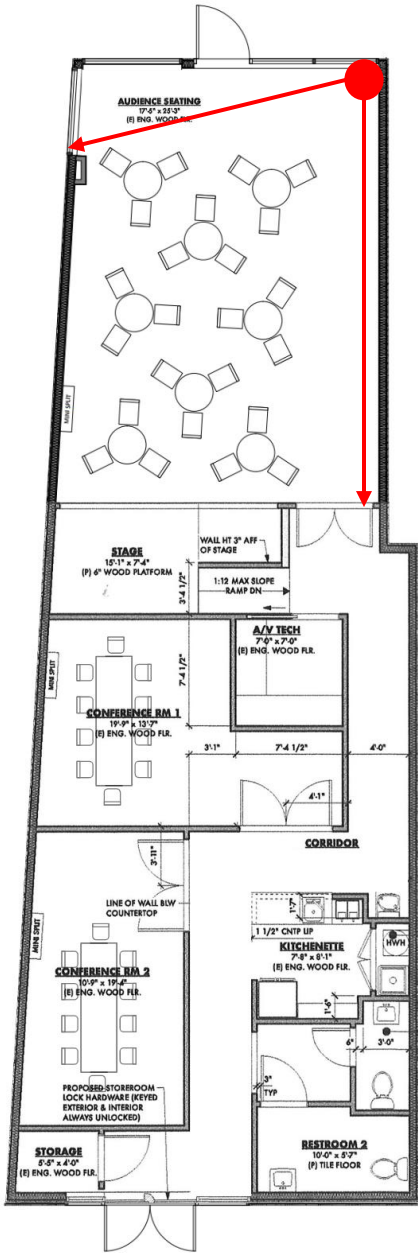 AUDIENCE SEATING
17'-5" x 25'-3"
(E) ENG. WOOD FLR.
MINI SPLIT
STAGE
15'-1" x 7'-4"
(P) 6" WOOD PLATFORM
WALL HT 3" AFF
OF STAGE
3'-4 1/2"
1:12 MAX SLOPE
RAMP DN
A/V TECH
7'-0" x 7'-0"
(E) ENG. WOOD FLR.
7'-4 1/2"
MINI SPLIT
CONFERENCE RM 1
19'-9" x 13'-7"
(E) ENG. WOOD FLR.
3'-1"
7'-4 1/2"
4'-0"
4'-1"
CORRIDOR
3'-11"
LINE OF WALL BLW
COUNTERTOP
1'-7"
1 1/2" CNTP UP
KITCHENETTE
7'-8" x 8'-1"
(E) ENG. WOOD FLR.
HWH
MINI SPLIT
CONFERENCE RM 2
10'-9" x 19'-4"
(E) ENG. WOOD FLR.
1'-6"
6"
3'-0"
3"
TYP
PROPOSED STOREROOM
LOCK HARDWARE (KEYED
EXTERIOR & INTERIOR
ALWAYS UNLOCKED)
STORAGE
5'-5" x 4'-0"
(E) ENG. WOOD FLR.
RESTROOM 2
10'-0" x 5'-7"
(P) TILE FLOOR